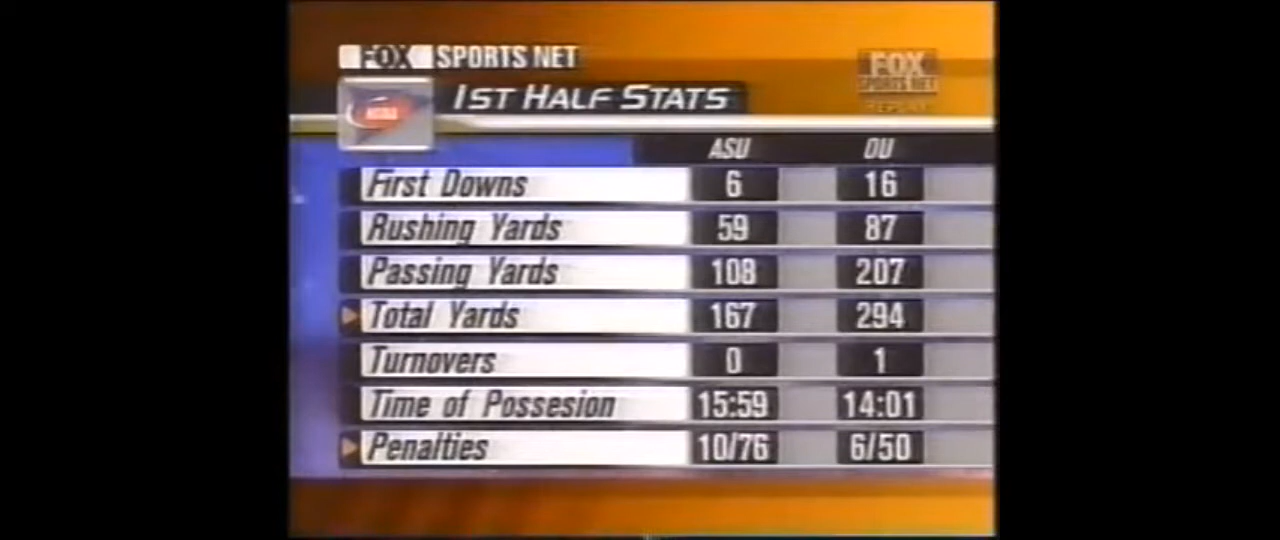 FOX SPORTS NET
FOX
SPORTS NET
REPLAY
1ST HALF STATS
ASU OU
First Downs 6 16
Rushing Yards 59 87
Passing Yards 108 207
Total Yards 167 294
Turnovers 0 1
Time of Possesion 15:59 14:01
Penalties 10/76 6/50